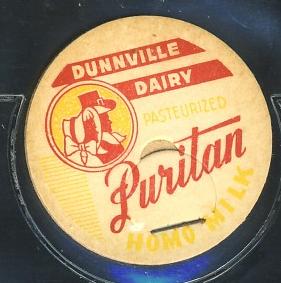 DUNNVILLE
DAIRY
PASTEURIZED
Puritan
HOMO MILK